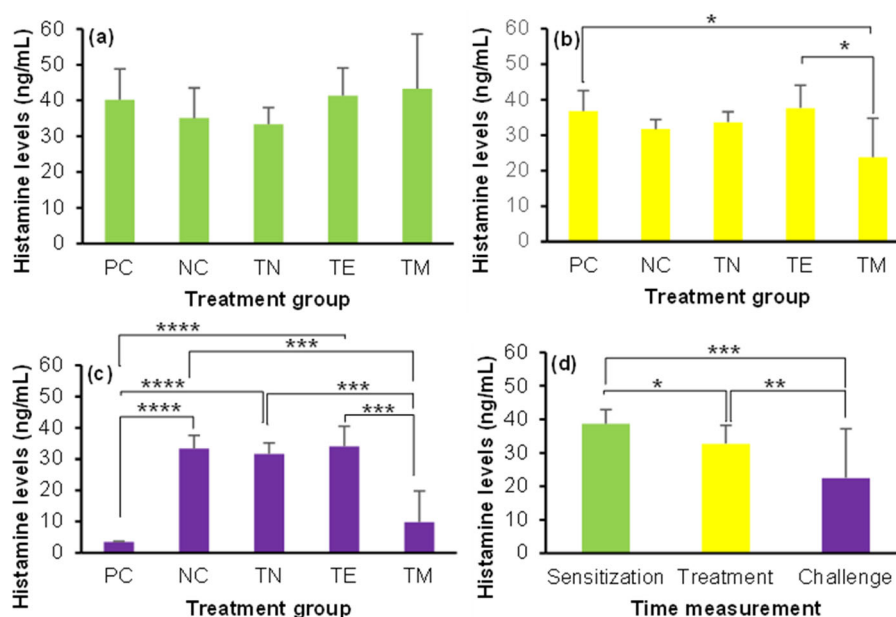 (a)
Histamine levels (ng/mL)
60
50
40
30
20
10
0
PC NC TN TE TM
Treatment group
(b)
*
*
Histamine levels (ng/mL)
60
50
40
30
20
10
0
PC NC TN TE TM
Treatment group
(c)
****
***
****
***
****
***
Histamine levels (ng/mL)
60
50
40
30
20
10
0
PC NC TN TE TM
Treatment group
(d)
***
*
**
Histamine levels (ng/mL)
60
50
40
30
20
10
0
Sensitization Treatment Challenge
Time measurement